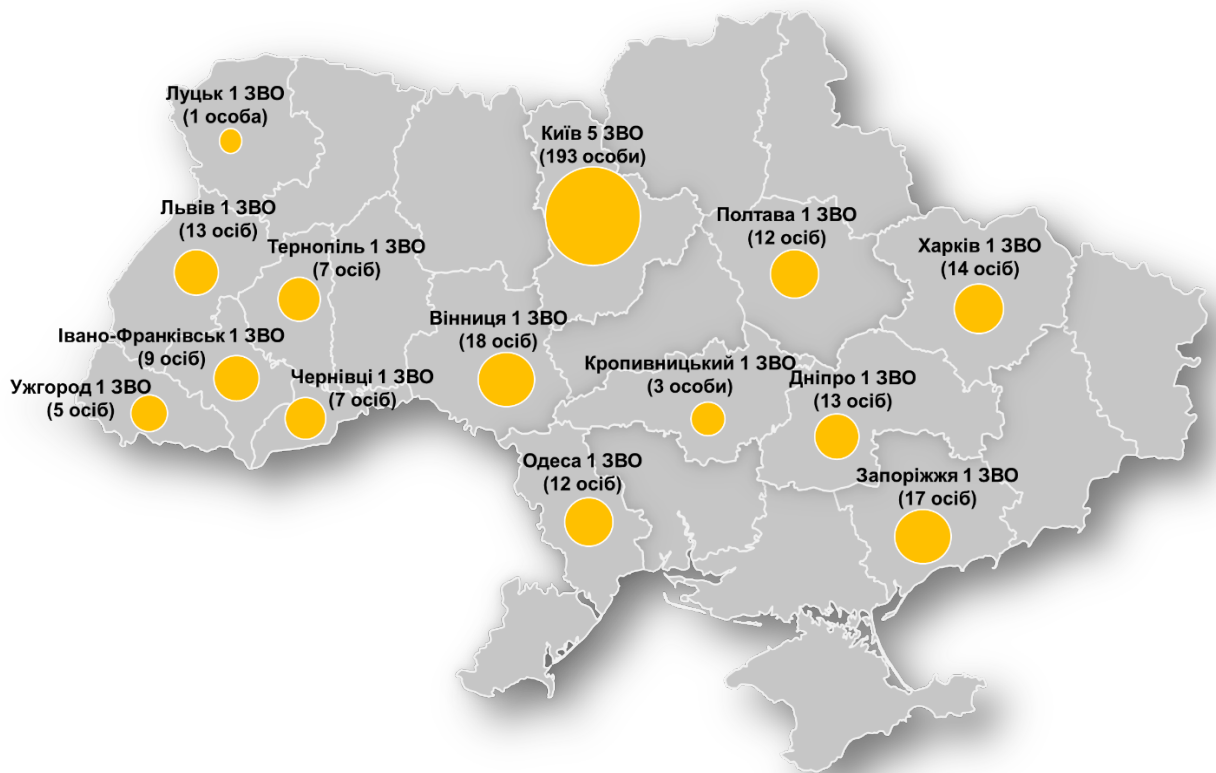 Луцьк 1 ЗВО
(1 особа)
Київ 5 ЗВО
(193 особи)
Львів 1 ЗВО
(13 осіб)
Тернопіль 1 ЗВО
(7 осіб)
Полтава 1 ЗВО
(12 осіб)
Харків 1 ЗВО
(14 осіб)
Івано-Франківськ 1 ЗВО
(9 осіб)
Вінниця 1 ЗВО
(18 осіб)
Ужгород 1 ЗВО
(5 осіб)
Чернівці 1 ЗВО
(7 осіб)
Кропивницький 1 ЗВО
(3 особи)
Дніпро 1 ЗВО
(13 осіб)
Одеса 1 ЗВО
(12 осіб)
Запоріжжя 1 ЗВО
(17 осіб)